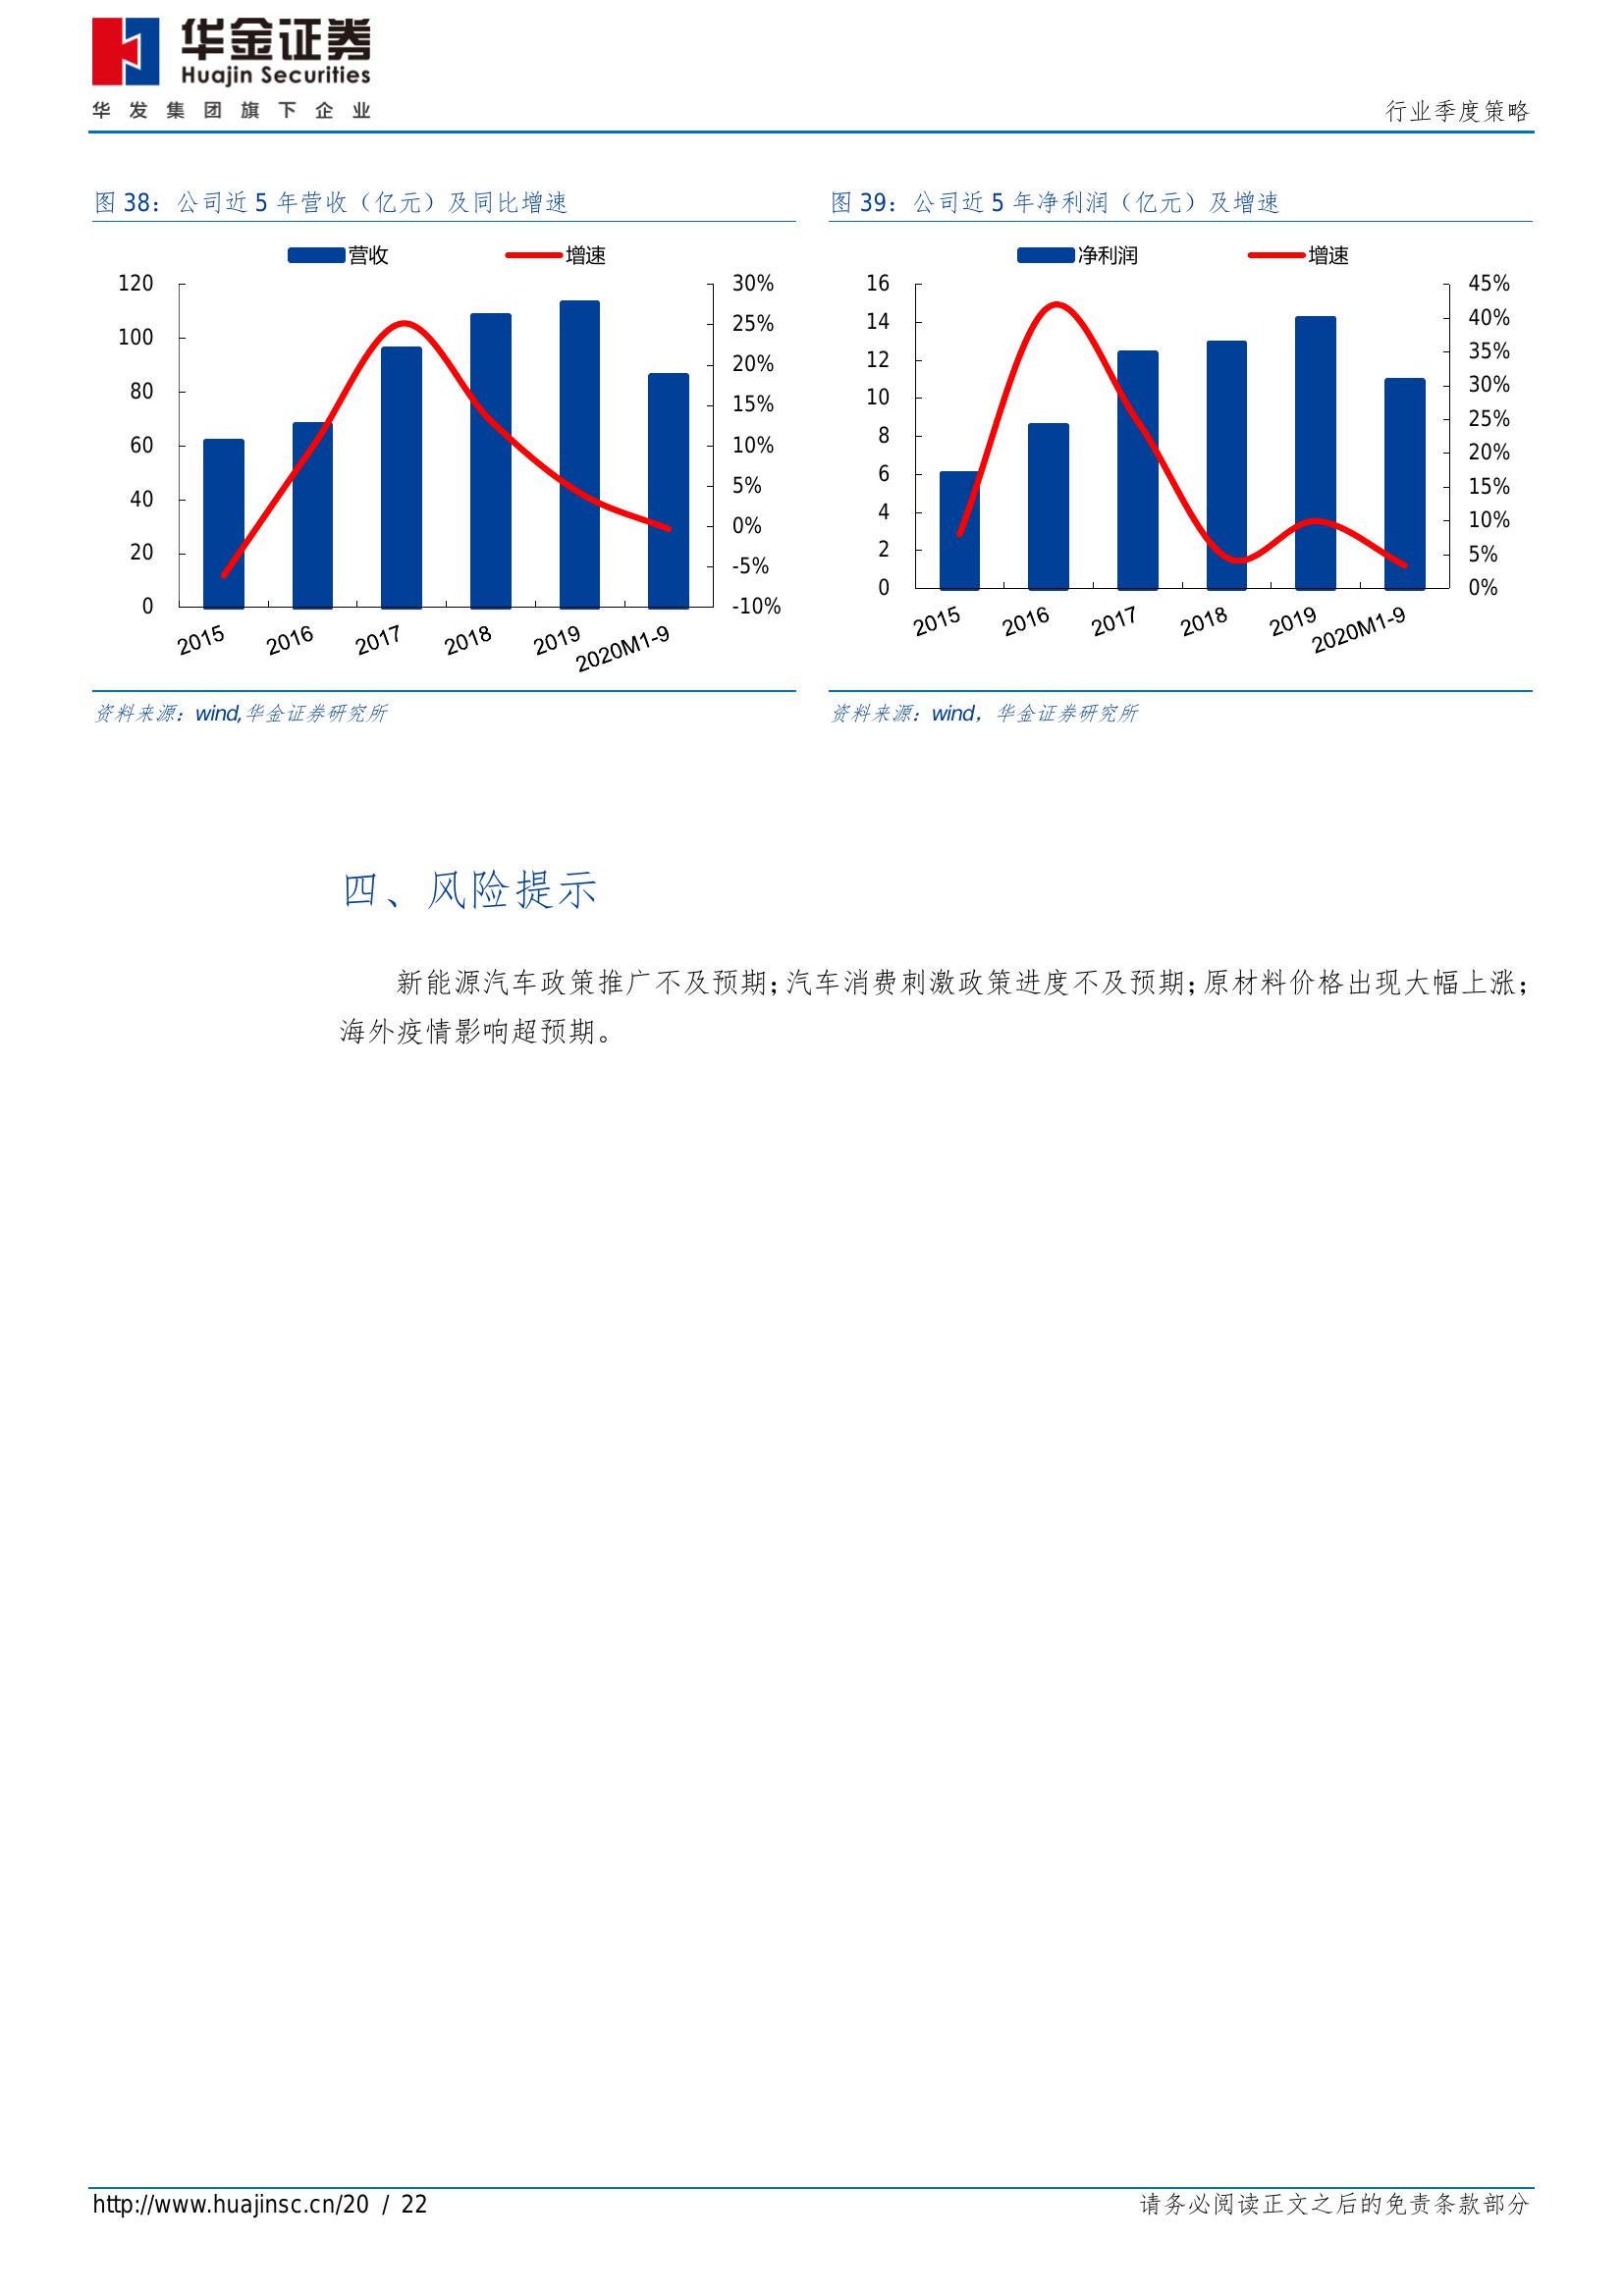 华金证券
Huajin Securities
华发集团旗下企业
行业季度策略
图 38：公司近 5 年营收（亿元）及同比增速
营收 增速
120
100
80
60
40
20
0
30%
25%
20%
15%
10%
5%
0%
-5%
-10%
2015 2016 2017 2018 2019 2020M1-9
资料来源：wind,华金证券研究所
图 39：公司近 5 年净利润（亿元）及增速
净利润 增速
16
14
12
10
8
6
4
2
0
45%
40%
35%
30%
25%
20%
15%
10%
5%
0%
2015 2016 2017 2018 2019 2020M1-9
资料来源：wind，华金证券研究所
四、风险提示
新能源汽车政策推广不及预期；汽车消费刺激政策进度不及预期；原材料价格出现大幅上涨；
海外疫情影响超预期。
http://www.huajinsc.cn/20 / 22
请务必阅读正文之后的免责条款部分